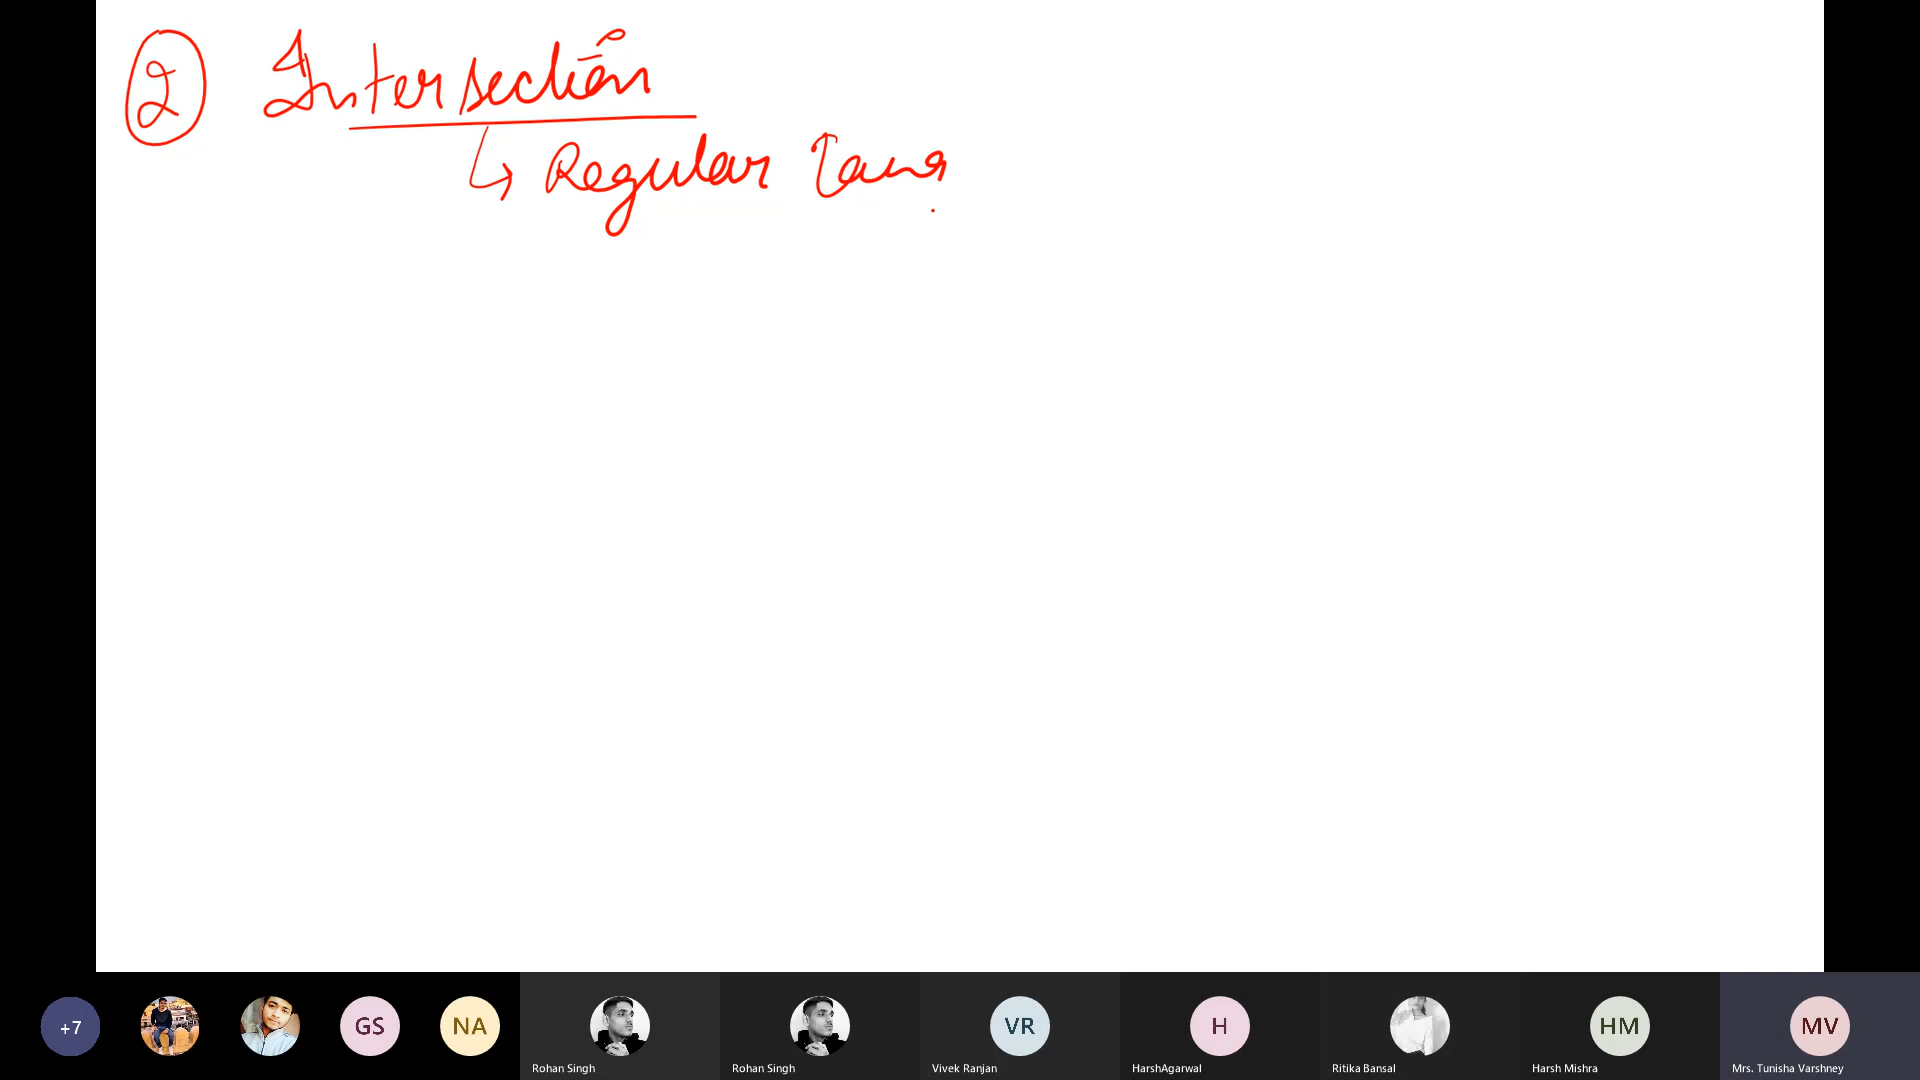 2 Intersection
↳ Regular Lang
+7 GS NA VR H HM MV
Rohan Singh Rohan Singh Vivek Ranjan HarshAgarwal Ritika Bansal Harsh Mishra Mrs. Tunisha Varshney